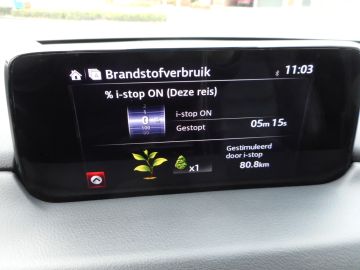 Brandstofverbruik 11:03
% i-stop ON (Deze reis)
i-stop ON
Gestopt 05m 15s
Gestimuleerd
door i-stop
x1 80.8km